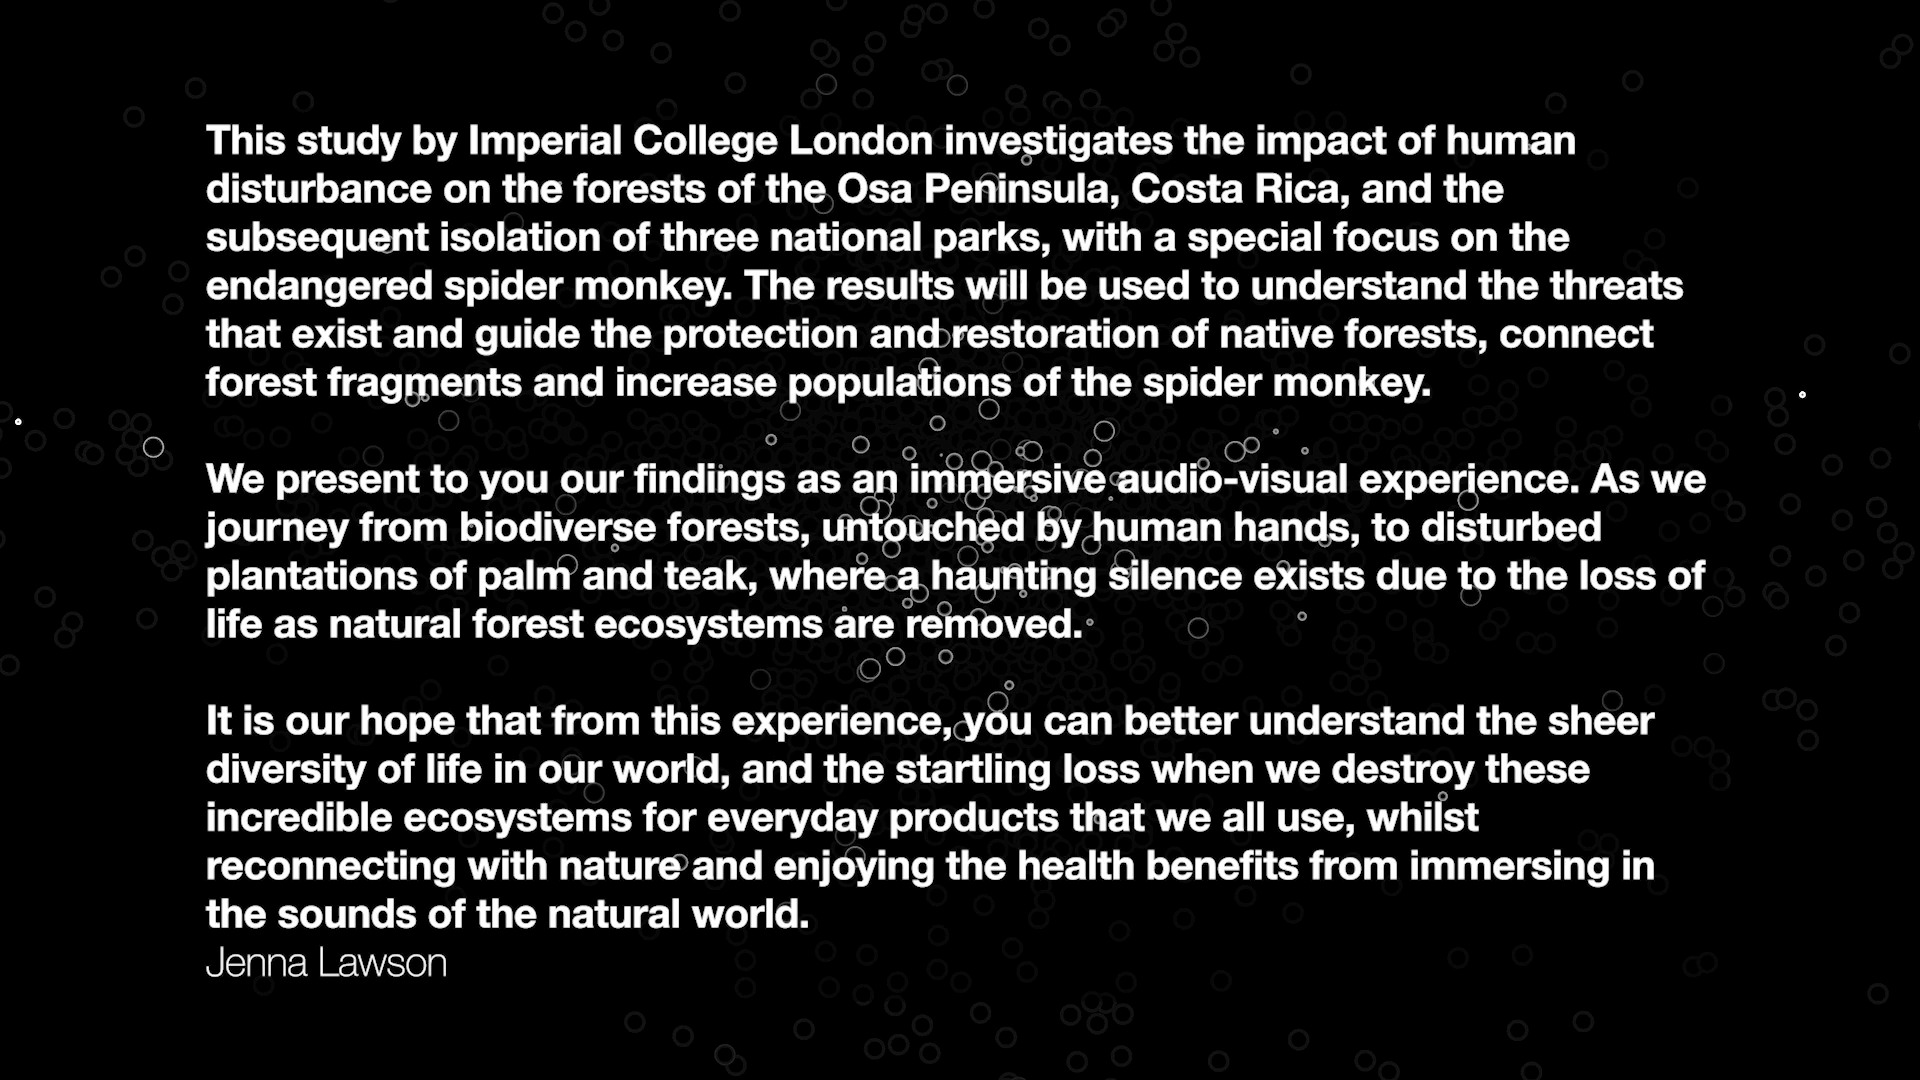 This study by Imperial College London investigates the impact of human
disturbance on the forests of the Osa Peninsula, Costa Rica, and the
subsequent isolation of three national parks, with a special focus on the
endangered spider monkey. The results will be used to understand the threats
that exist and guide the protection and restoration of native forests, connect
forest fragments and increase populations of the spider monkey.
We present to you our findings as an immersive audio-visual experience. As we
journey from biodiverse forests, untouched by human hands, to disturbed
plantations of palm and teak, where a haunting silence exists due to the loss of
life as natural forest ecosystems are removed.
It is our hope that from this experience, you can better understand the sheer
diversity of life in our world, and the startling loss when we destroy these
incredible ecosystems for everyday products that we all use, whilst
reconnecting with nature and enjoying the health benefits from immersing in
the sounds of the natural world.
Jenna Lawson